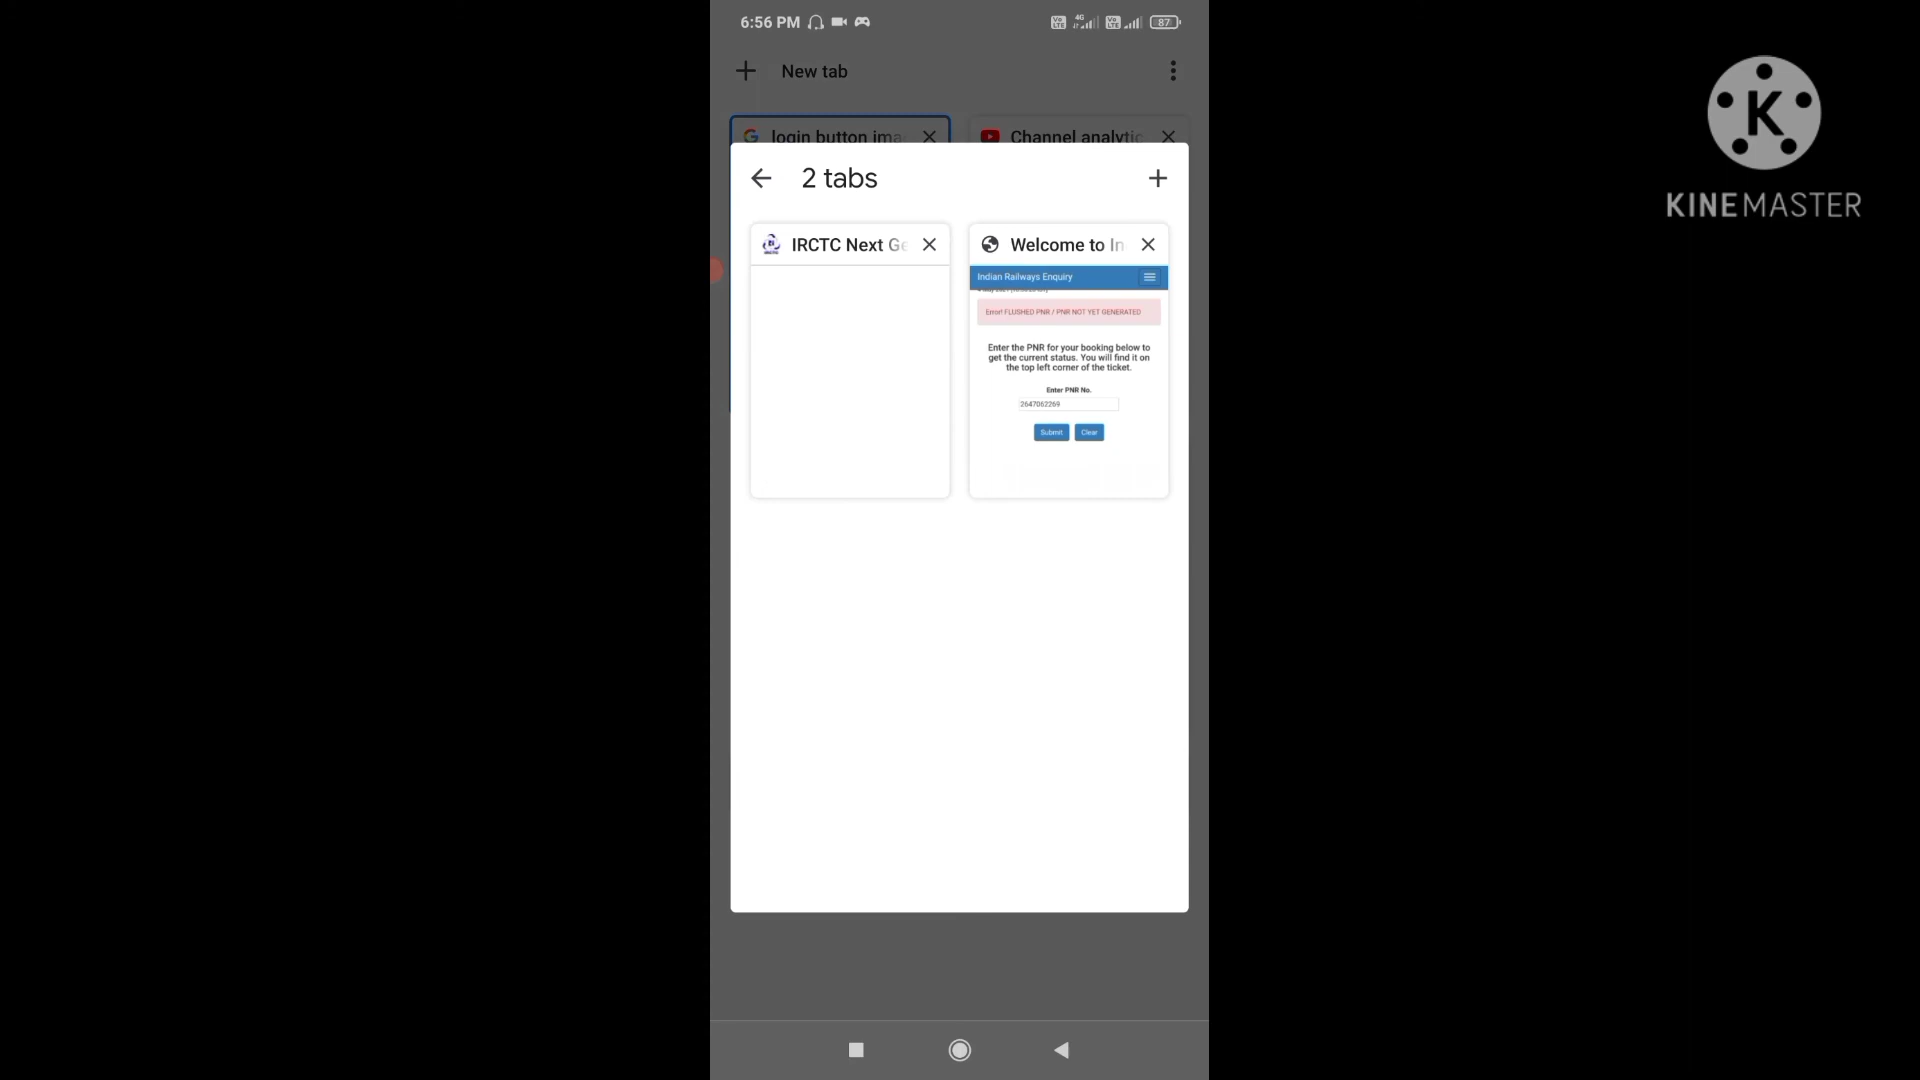 6:56 PM
4G
87
New tab
login button ima
Channel analytic
2 tabs
IRCTC Next Ge
Welcome to In
Indian Railways Enquiry
Error! FLUSHED PNR / PNR NOT YET GENERATED
Enter the PNR for your booking below to
get the current status. You will find it on
the top left corner of the ticket.
Enter PNR No.
2647062269
Submit
Clear
K
KINEMASTER